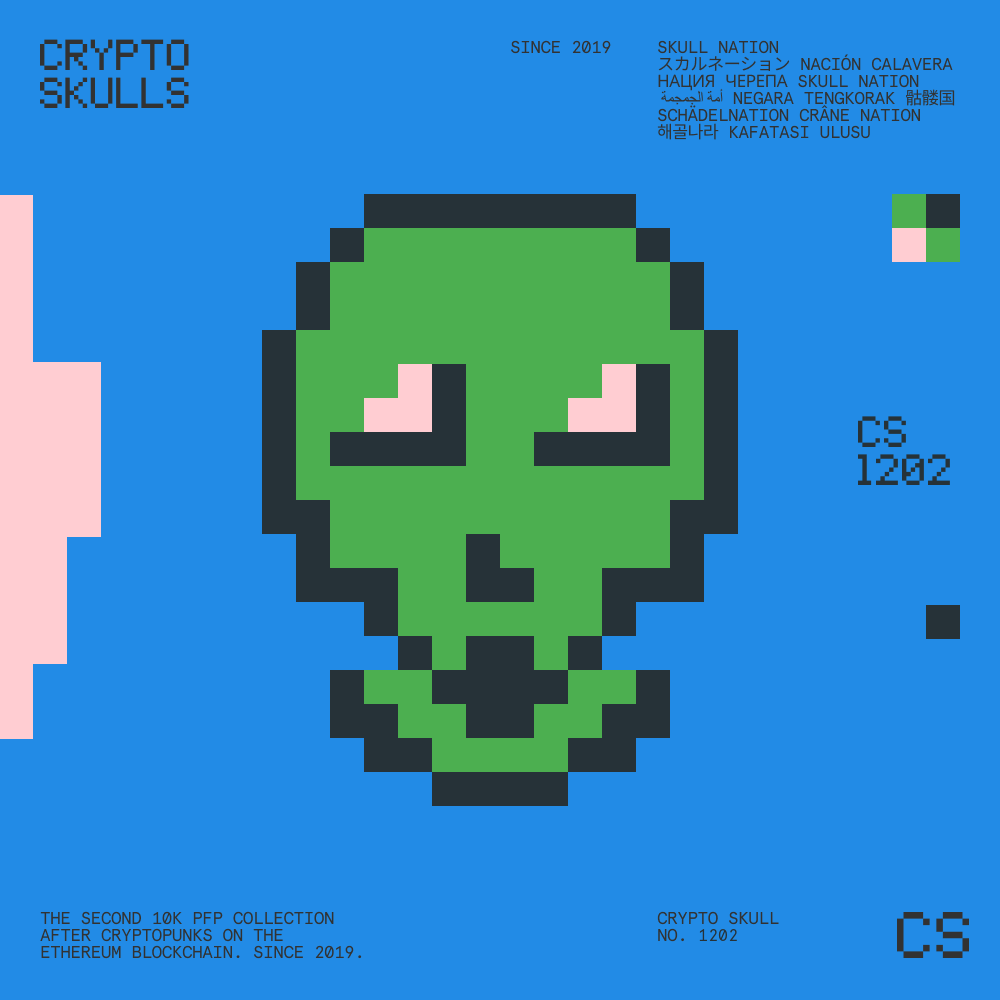 CRYPTO
SKULLS
SINCE 2019
SKULL NATION
スカルネーション NACIÓN CALAVERA
НАЦИЯ ЧЕРЕПА SKULL NATION
أمة الجمجمة NEGARA TENGKORAK 骷髅国
SCHÄDELNATION CRÂNE NATION
해골나라 KAFATASI ULUSU
CS
1202
THE SECOND 10K PFP COLLECTION
AFTER CRYPTOPUNKS ON THE
ETHEREUM BLOCKCHAIN. SINCE 2019.
CRYPTO SKULL
NO. 1202
CS